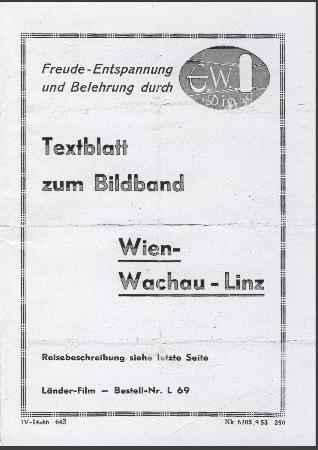 Freude-Entspannung
und Belehrung durch
Textblatt
zum Bildband
Wien-
Wachau - Linz
Reisebeschreibung siehe letzte Seite
Länder-Film — Bestell-Nr. L 69
IV-14-66 643
Nk 6205, 9 53 250